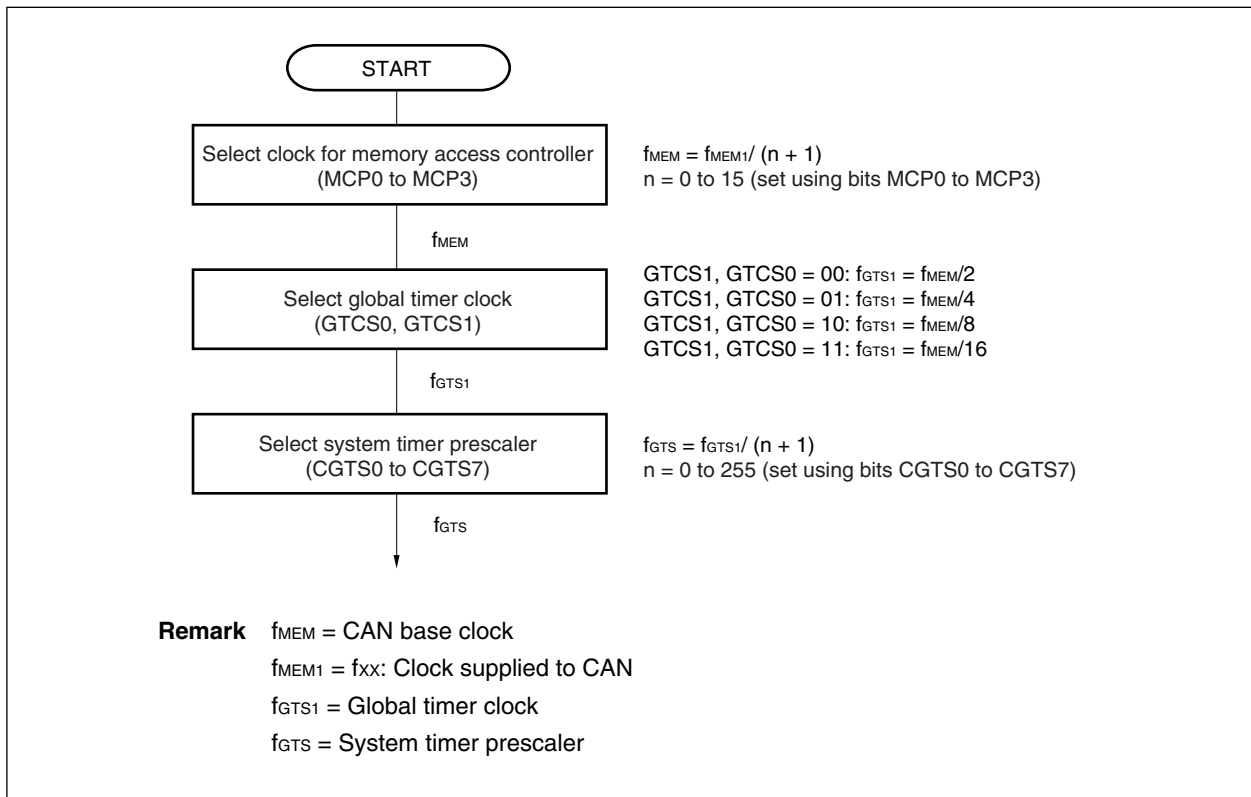 START
Select clock for memory access controller
(MCP0 to MCP3)
fMEM = fMEM1/ (n + 1)
n = 0 to 15 (set using bits MCP0 to MCP3)
fMEM
Select global timer clock
(GTCS0, GTCS1)
GTCS1, GTCS0 = 00: fGTS1 = fMEM/2
GTCS1, GTCS0 = 01: fGTS1 = fMEM/4
GTCS1, GTCS0 = 10: fGTS1 = fMEM/8
GTCS1, GTCS0 = 11: fGTS1 = fMEM/16
fGTS1
Select system timer prescaler
(CGTS0 to CGTS7)
fGTS = fGTS1/ (n + 1)
n = 0 to 255 (set using bits CGTS0 to CGTS7)
fGTS
Remark fMEM = CAN base clock
fMEM1 = fXX: Clock supplied to CAN
fGTS1 = Global timer clock
fGTS = System timer prescaler